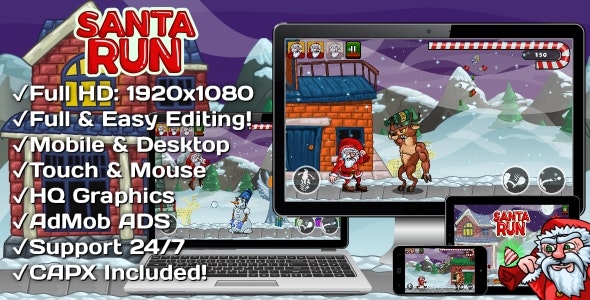 SANTA
RUN
✓Full HD: 1920x1080
✓Full & Easy Editing!
✓Mobile & Desktop
✓Touch & Mouse
✓HQ Graphics
✓AdMob ADS
✓Support 24/7
✓CAPX Included!
150
SANTA
RUN